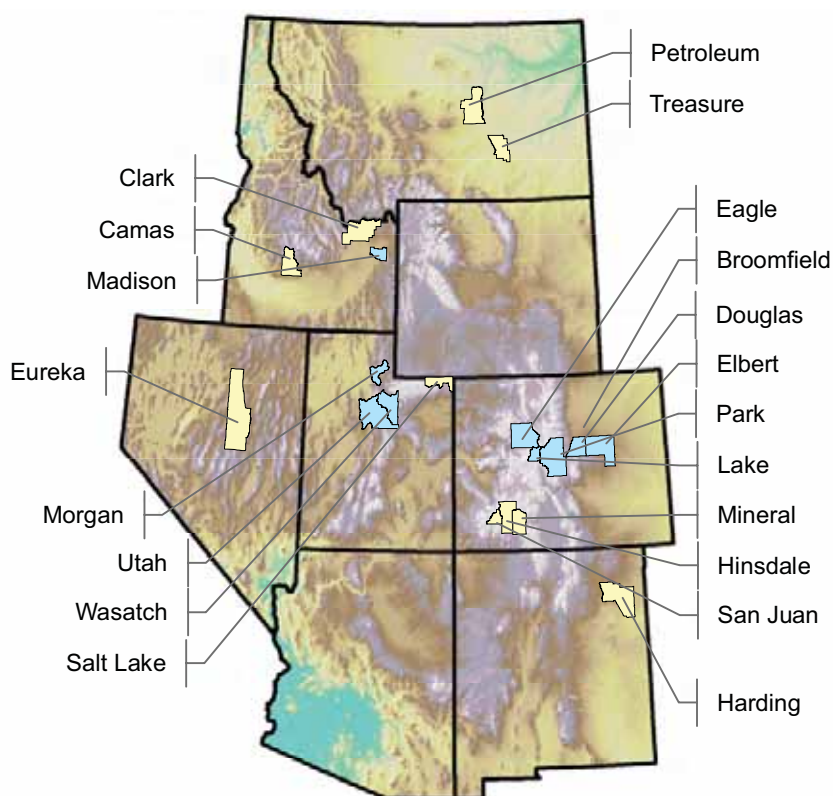 Petroleum
Treasure
Clark
Camas
Madison
Eagle
Broomfield
Douglas
Elbert
Park
Lake
Mineral
Hinsdale
San Juan
Harding
Eureka
Morgan
Utah
Wasatch
Salt Lake